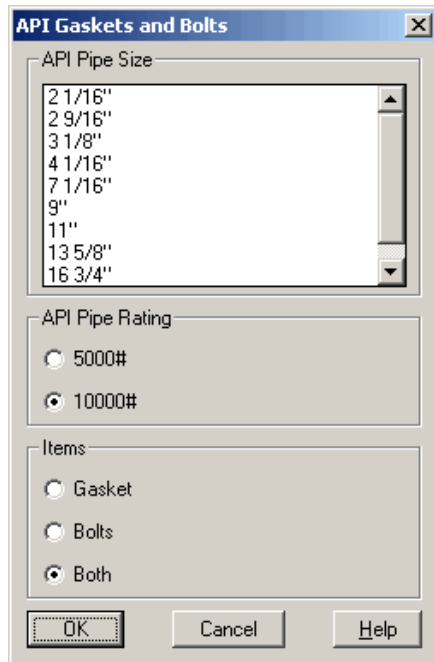 API Gaskets and Bolts
API Pipe Size
2 1/16"
2 9/16"
3 1/8"
4 1/16"
7 1/16"
9"
11"
13 5/8"
16 3/4"
API Pipe Rating
5000#
10000#
Items
Gasket
Bolts
Both
OK Cancel Help